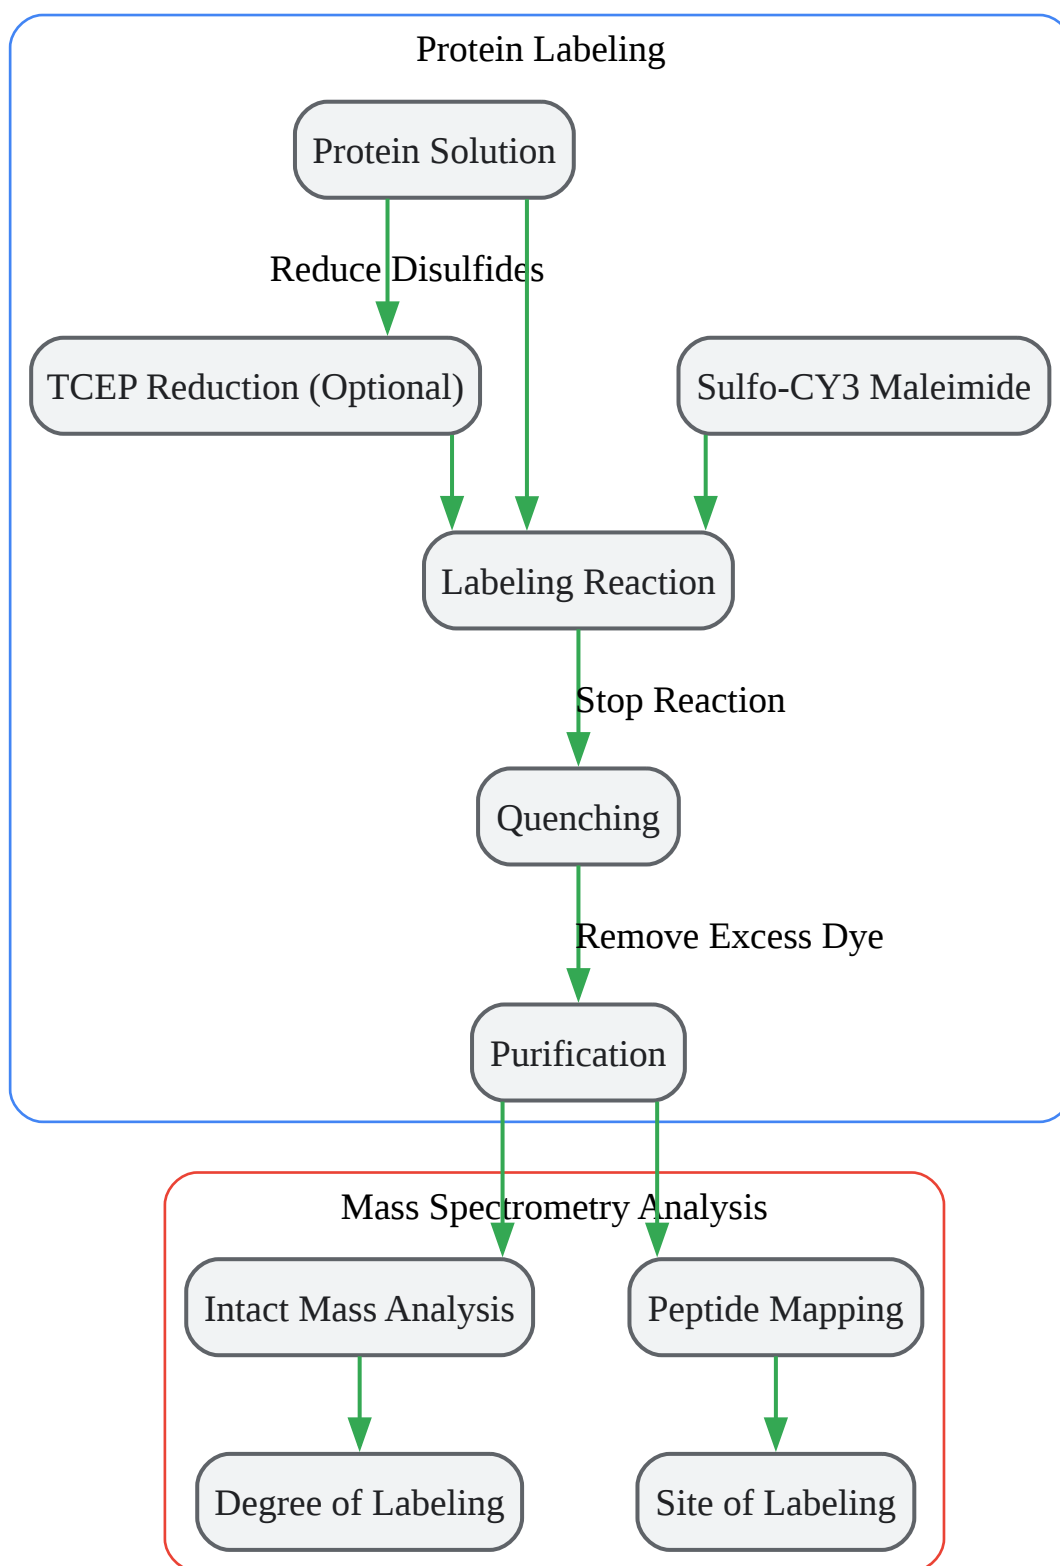 Protein Labeling
Protein Solution
Reduce Disulfides
TCEP Reduction (Optional)
Sulfo-CY3 Maleimide
Labeling Reaction
Stop Reaction
Quenching
Remove Excess Dye
Purification
Mass Spectrometry Analysis
Intact Mass Analysis
Peptide Mapping
Degree of Labeling
Site of Labeling